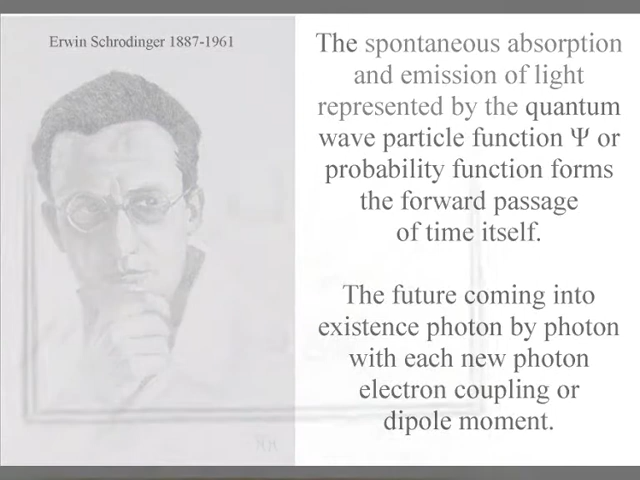 Erwin Schrodinger 1887-1961
The spontaneous absorption
and emission of light
represented by the quantum
wave particle function Ψ or
probability function forms
the forward passage
of time itself.
The future coming into
existence photon by photon
with each new photon
electron coupling or
dipole moment.